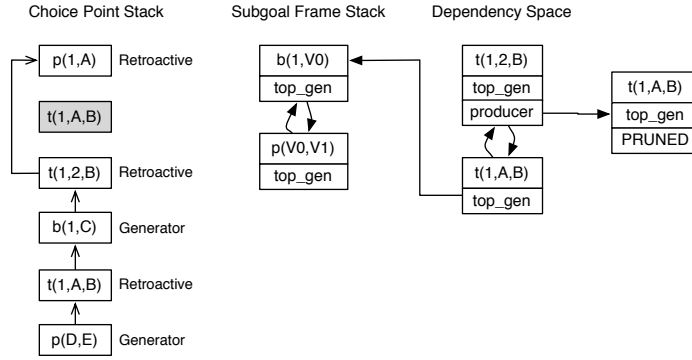 Choice Point Stack
Subgoal Frame Stack
Dependency Space
p(1,A)
Retroactive
t(1,A,B)
t(1,2,B)
Retroactive
b(1,C)
Generator
t(1,A,B)
Retroactive
p(D,E)
Generator
b(1,V0)
top_gen
p(V0,V1)
top_gen
t(1,2,B)
top_gen
producer
t(1,A,B)
top_gen
t(1,A,B)
top_gen
PRUNED